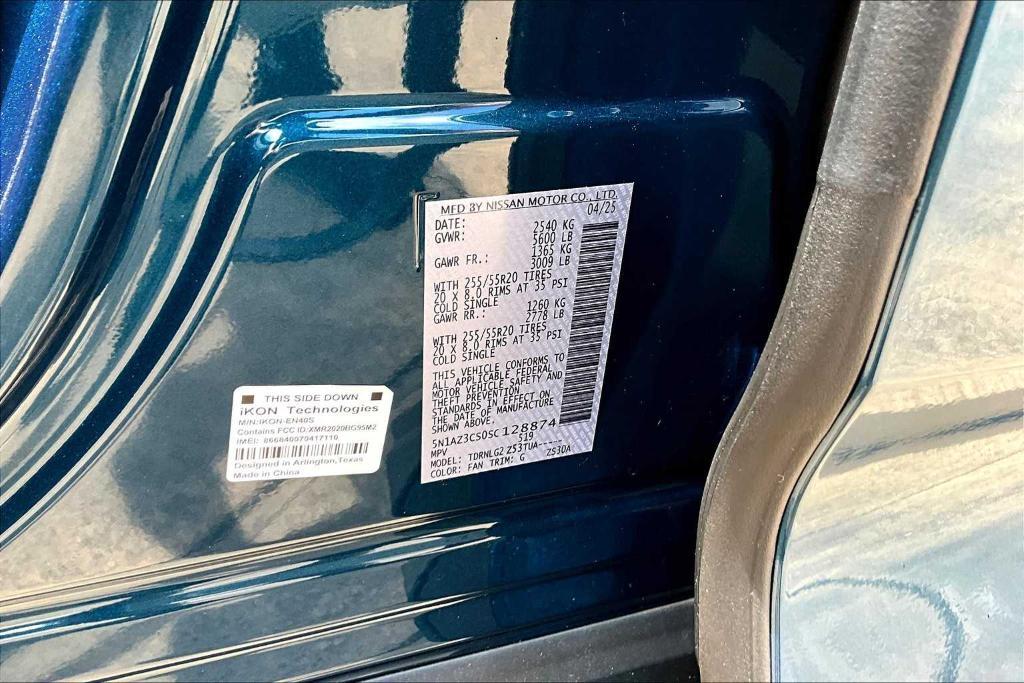 MFD BY NISSAN MOTOR CO., LTD.
DATE: 04/25
GVWR: 2540 KG
5600 LB
GAWR FR.: 1365 KG
3009 LB
WITH 255/55R20 TIRES
20 X 8.0 RIMS AT 35 PSI
COLD SINGLE
GAWR RR.: 1260 KG
2778 LB
WITH 255/55R20 TIRES
20 X 8.0 RIMS AT 35 PSI
COLD SINGLE
THIS VEHICLE CONFORMS TO
ALL APPLICABLE FEDERAL
MOTOR VEHICLE SAFETY AND
THEFT PREVENTION
STANDARDS IN EFFECT ON
THE DATE OF MANUFACTURE
SHOWN ABOVE.
5N1AZ3CS0SC128874
MPV 519
MODEL: TDRNLG2 ZS3TUA-----
COLOR: FAN TRIM: G ZS3DA
THIS SIDE DOWN
iKON Technologies
M/N:IKON-EN40S
Contains FCC ID:XMR2020BG95M2
IMEI: 866840070417110
Designed in Arlington,Texas
Made in China